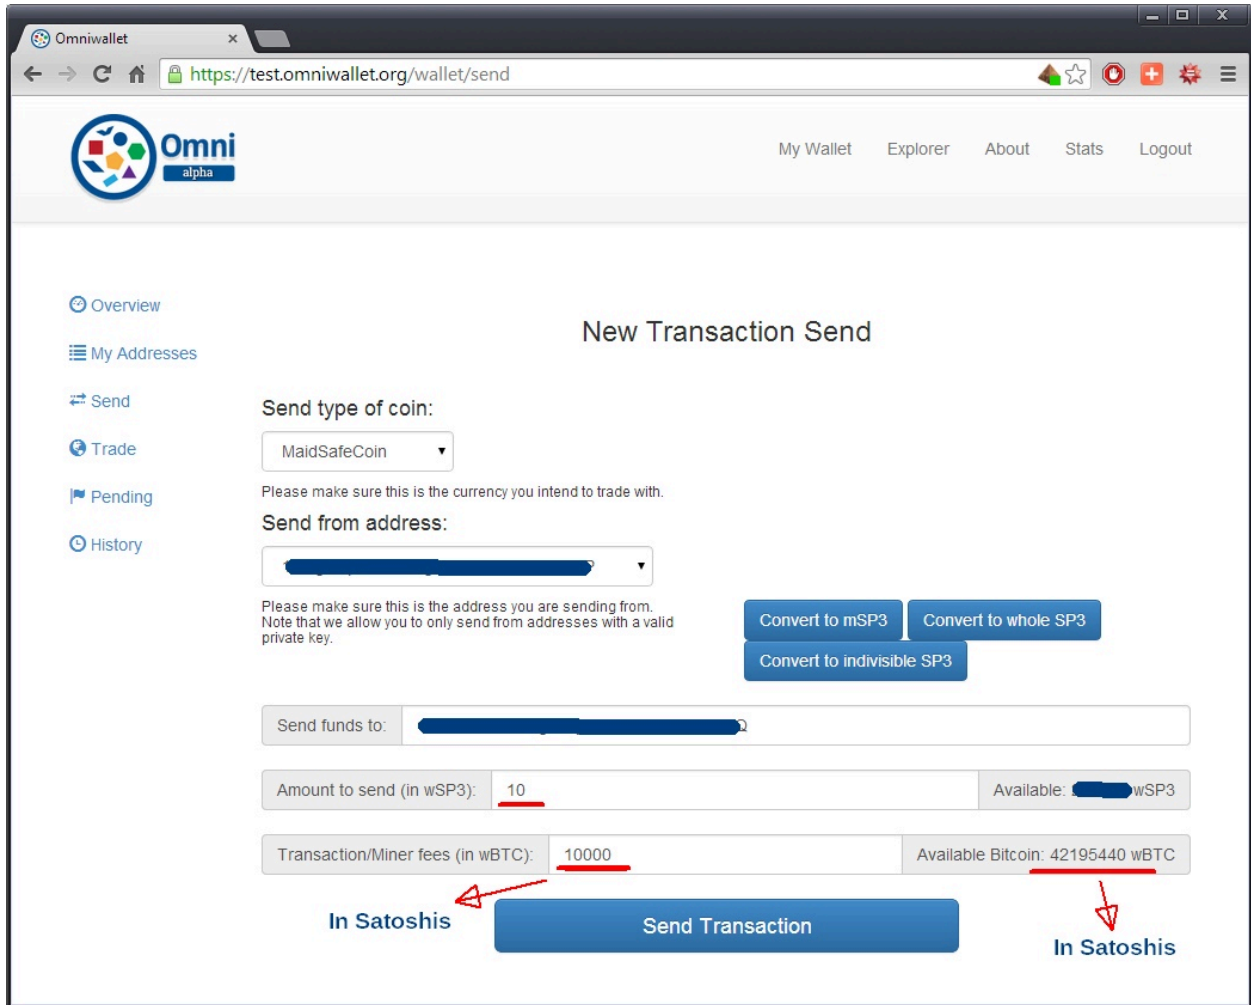 Omniwallet
https://test.omniwallet.org/wallet/send
Omni
alpha
My Wallet Explorer About Stats Logout
Overview
My Addresses
Send
Trade
Pending
History
New Transaction Send
Send type of coin:
MaidSafeCoin
Please make sure this is the currency you intend to trade with.
Send from address:
Please make sure this is the address you are sending from.
Note that we allow you to only send from addresses with a valid
private key.
Convert to mSP3 Convert to whole SP3
Convert to indivisible SP3
Send funds to:
Amount to send (in wSP3): 10 Available: wSP3
Transaction/Miner fees (in wBTC): 10000 Available Bitcoin: 42195440 wBTC
In Satoshis
Send Transaction
In Satoshis